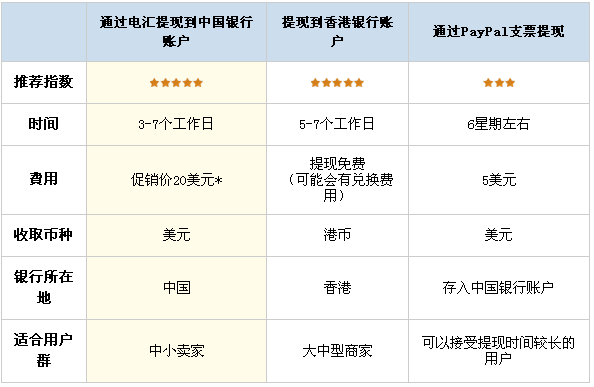 通过电汇提现到中国银行
账户
提现到香港银行账
户
通过PayPal支票提现
推荐指数
时间
3-7个工作日
5-7个工作日
6星期左右
費用
促销价20美元*
提现免费
(可能会有兑换费
用)
5美元
收取币种
美元
港币
美元
银行所在
地
中国
香港
存入中国银行账户
适合用户
群
中小卖家
大中型商家
可以接受提现时间较长的
用户